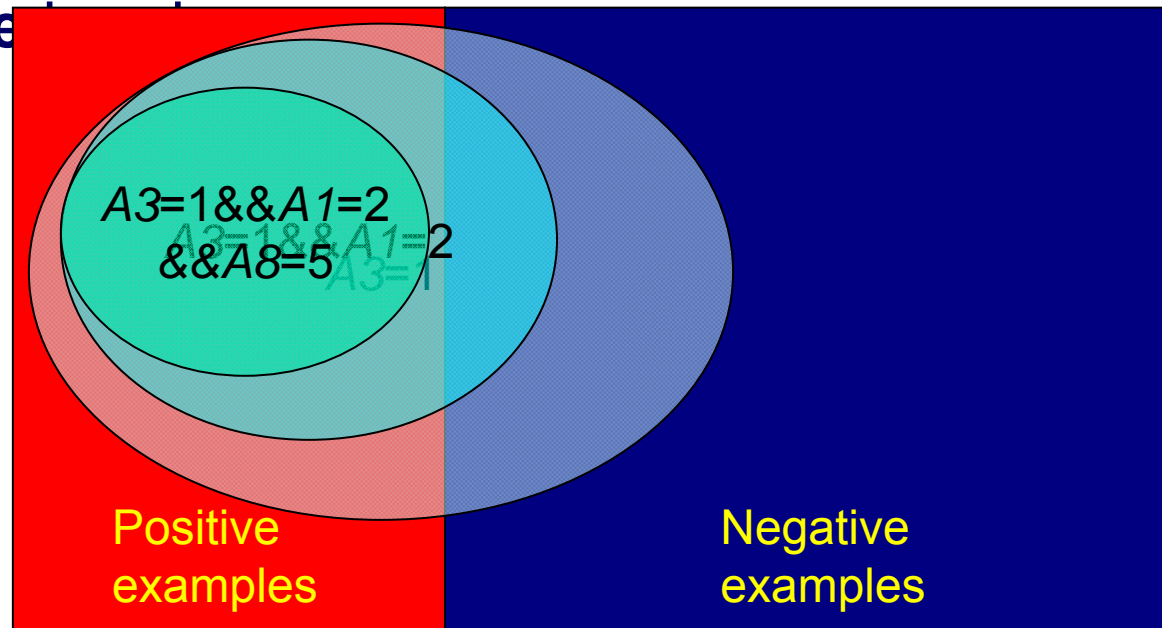 A3=1&&A1=2
&&A8=5
A3=1&&A1=2
A3=1
Positive
examples
Negative
examples